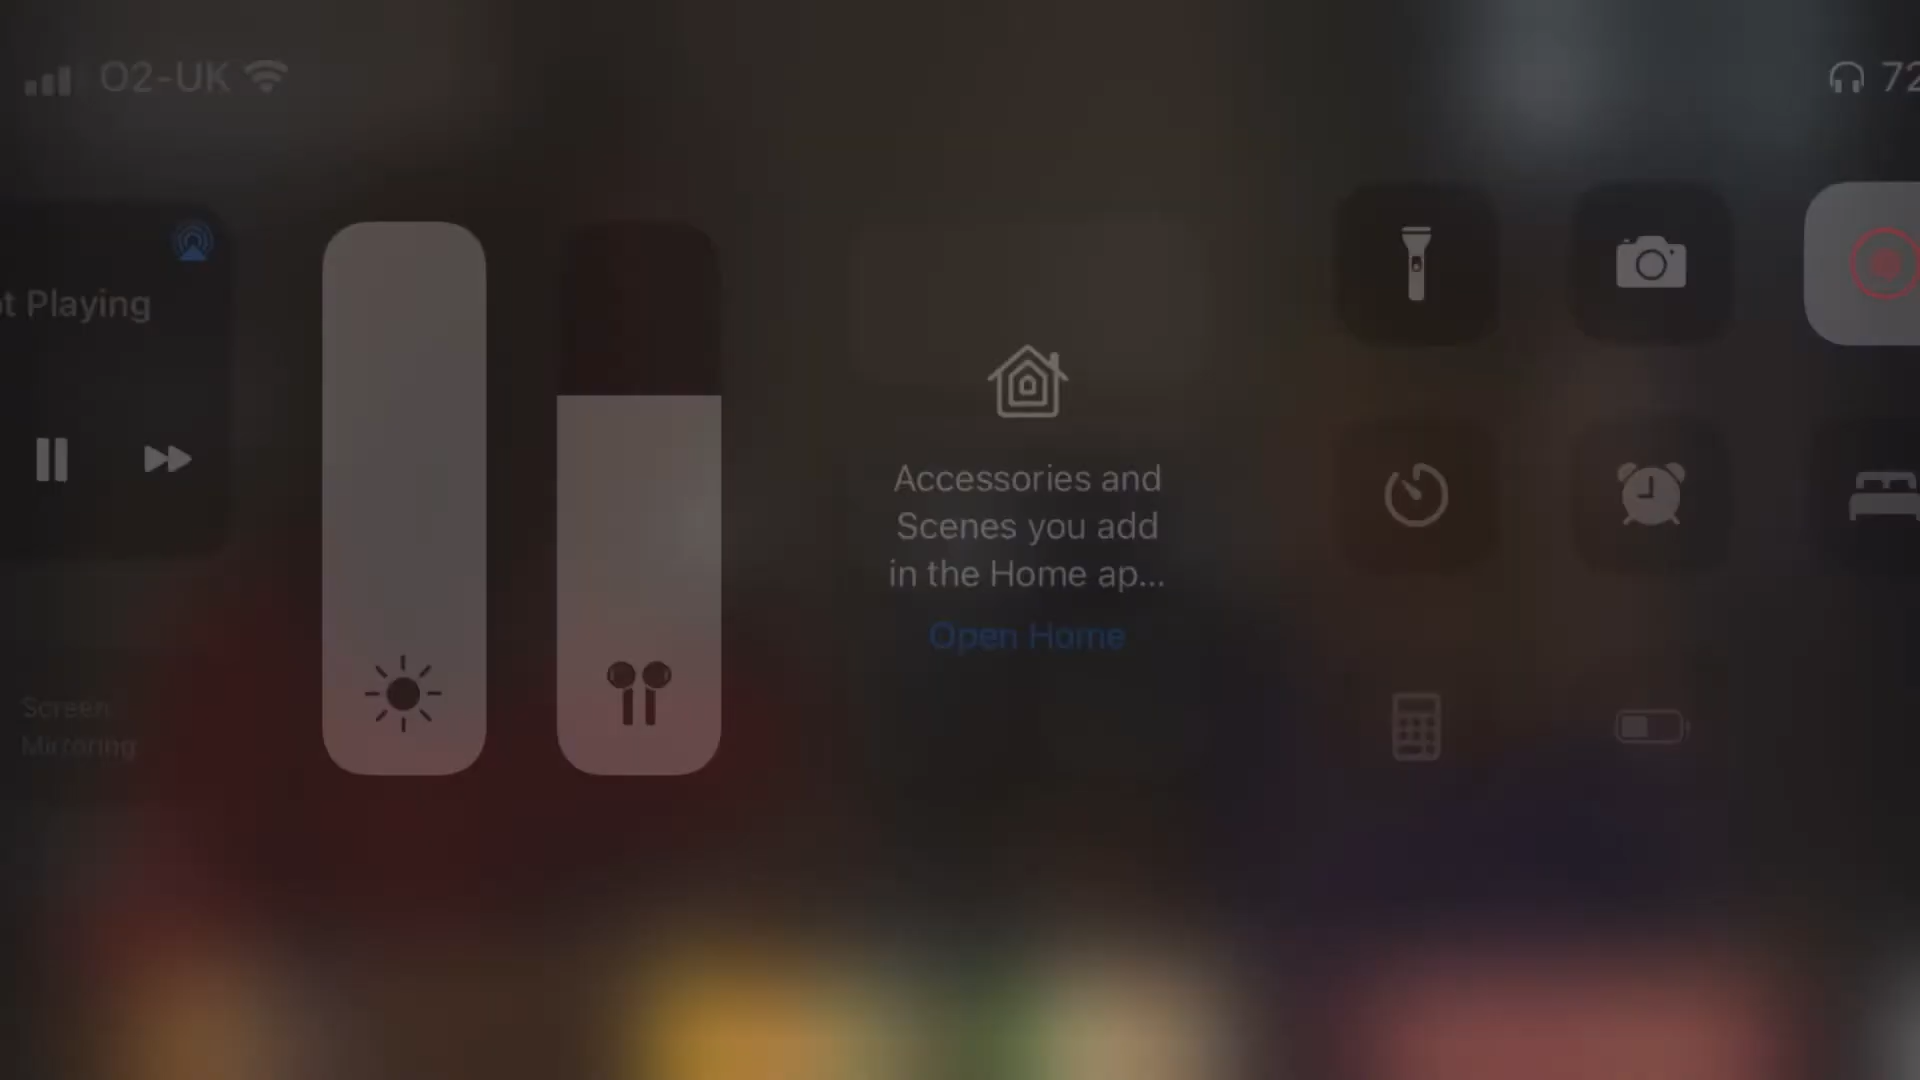 O2-UK
72
t Playing
Accessories and
Scenes you add
in the Home ap...
Open Home
Screen
Mirroring